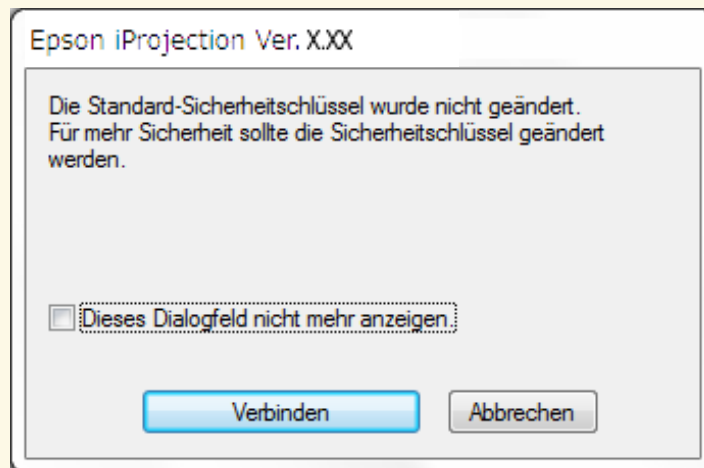 Epson iProjection Ver. X.XX
Die Standard-Sicherheitschlüssel wurde nicht geändert.
Für mehr Sicherheit sollte die Sicherheitschlüssel geändert
werden.
Dieses Dialogfeld nicht mehr anzeigen.
Verbinden
Abbrechen